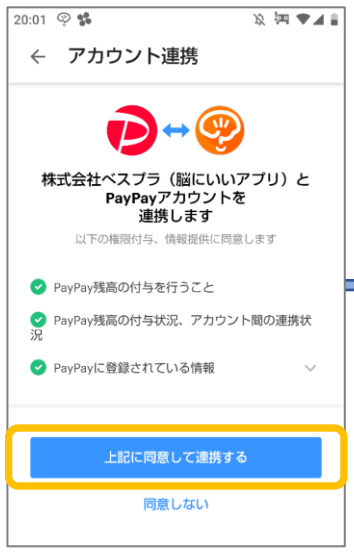 20:01
← アカウント連携
株式会社ベスプラ（脳にいいアプリ）と
PayPayアカウントを
連携します
以下の権限付与、情報提供に同意します
PayPay残高の付与を行うこと
PayPay残高の付与状況、アカウント間の連携状
況
PayPayに登録されている情報
上記に同意して連携する
同意しない